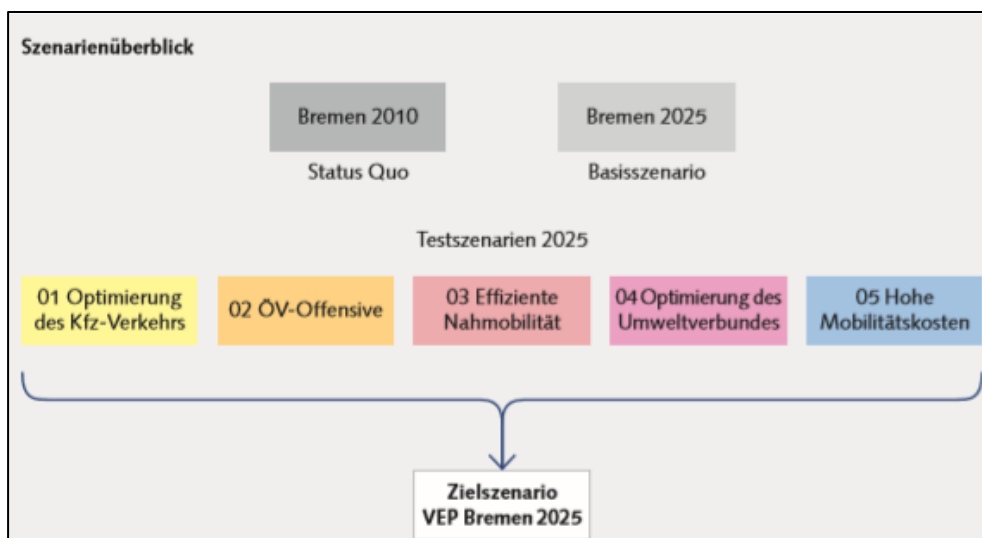 Szenarienüberblick
Bremen 2010
Bremen 2025
Status Quo
Basisszenario
Testszenarien 2025
01 Optimierung
des Kfz-Verkehrs
02 ÖV-Offensive
03 Effiziente
Nahmobilität
04 Optimierung des
Umweltverbundes
05 Hohe
Mobilitätskosten
Zielszenario
VEP Bremen 2025